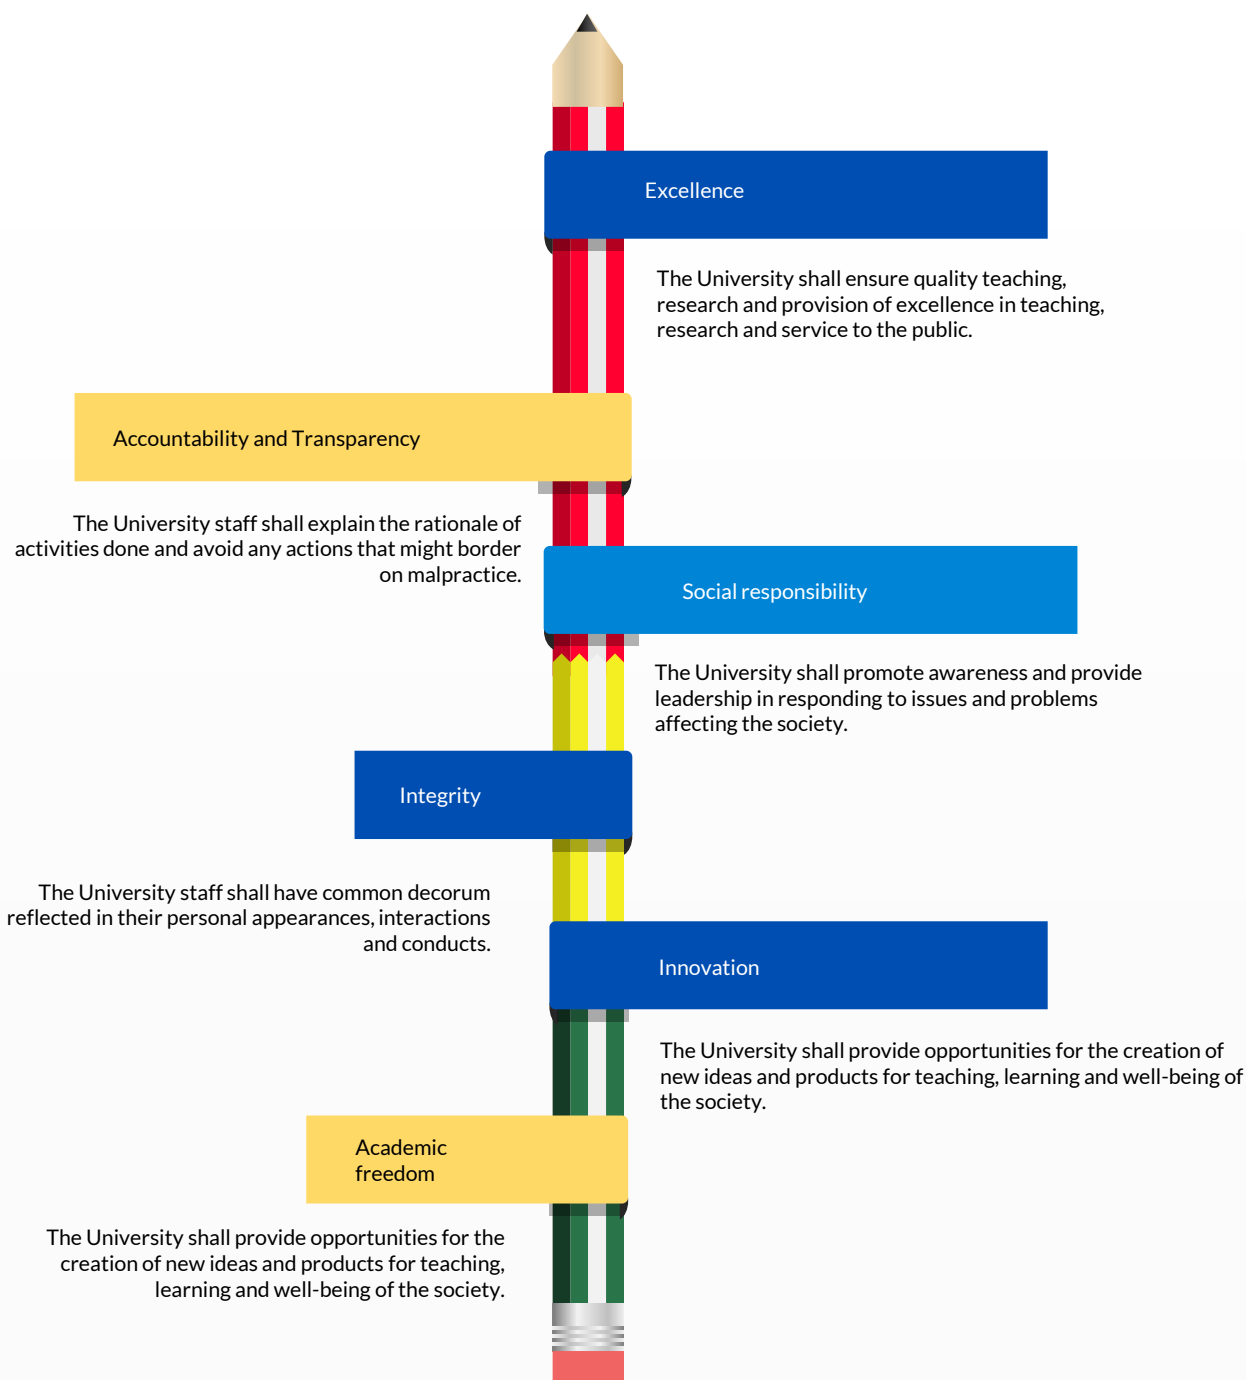 Excellence
The University shall ensure quality teaching,
research and provision of excellence in teaching,
research and service to the public.
Accountability and Transparency
The University staff shall explain the rationale of
activities done and avoid any actions that might border
on malpractice.
Social responsibility
The University shall promote awareness and provide
leadership in responding to issues and problems
affecting the society.
Integrity
The University staff shall have common decorum
reflected in their personal appearances, interactions
and conducts.
Innovation
The University shall provide opportunities for the creation of
new ideas and products for teaching, learning and well-being of
the society.
Academic
freedom
The University shall provide opportunities for the
creation of new ideas and products for teaching,
learning and well-being of the society.